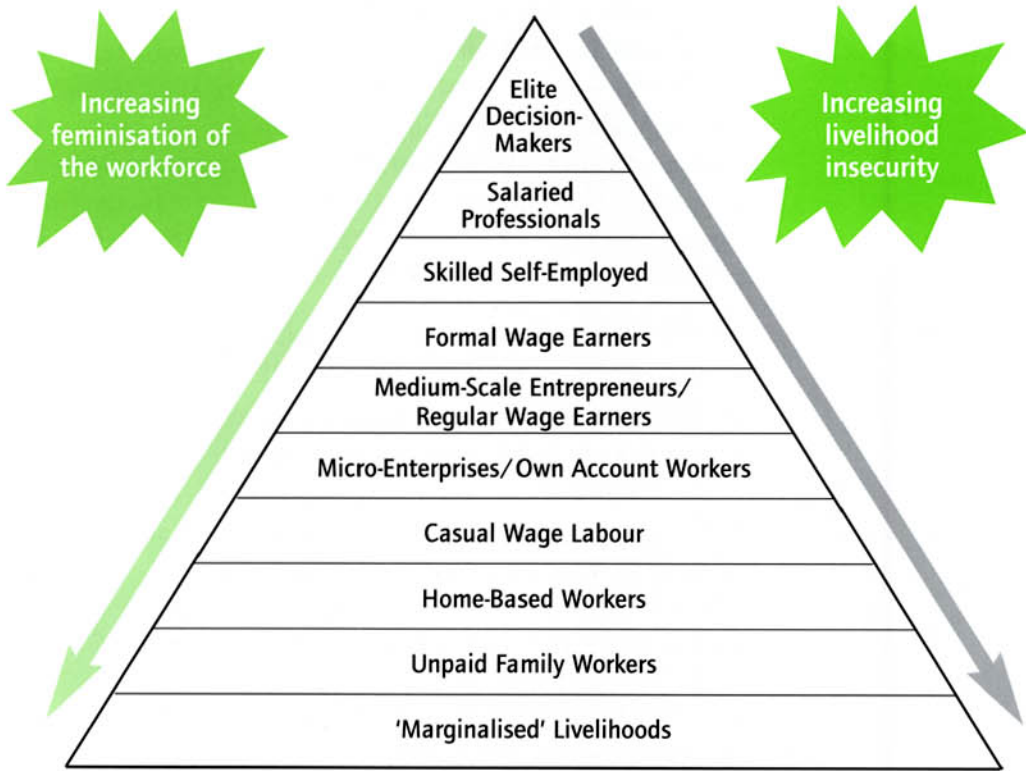 Increasing
feminisation of
the workforce
Increasing
livelihood
insecurity
Elite
Decision-
Makers
Salaried
Professionals
Skilled Self-Employed
Formal Wage Earners
Medium-Scale Entrepreneurs/
Regular Wage Earners
Micro-Enterprises/Own Account Workers
Casual Wage Labour
Home-Based Workers
Unpaid Family Workers
'Marginalised' Livelihoods